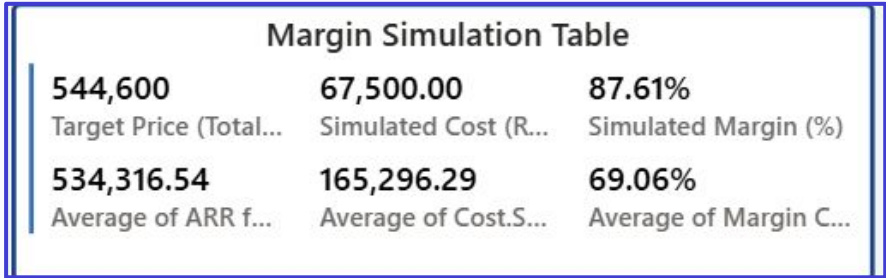 Margin Simulation Table
544,600 67,500.00 87.61%
Target Price (Total... Simulated Cost (R... Simulated Margin (%)
534,316.54 165,296.29 69.06%
Average of ARR f... Average of Cost.S... Average of Margin C...